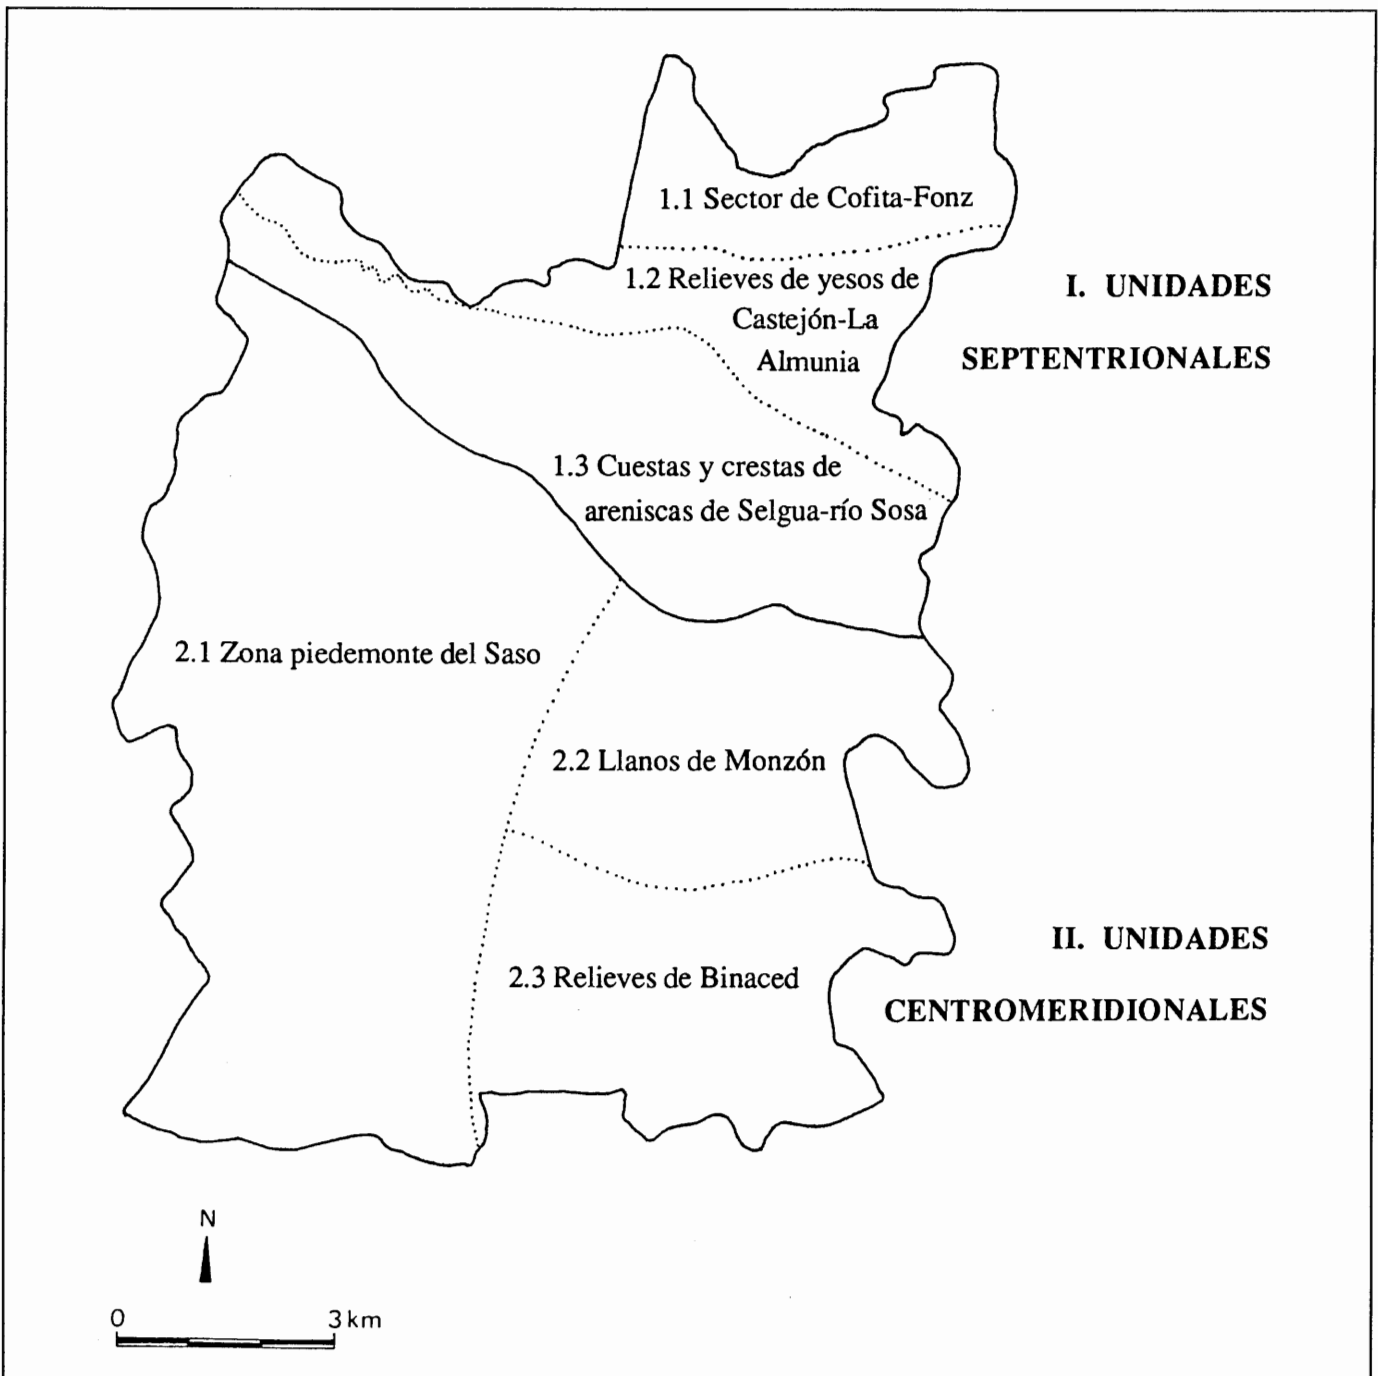 1.1 Sector de Cofita-Fonz
1.2 Relieves de yesos de
Castejón-La
Almunia
I. UNIDADES
SEPTENTRIONALES
1.3 Cuestas y crestas de
areniscas de Selgua-río Sosa
2.1 Zona piedemonte del Saso
2.2 Llanos de Monzón
II. UNIDADES
CENTROMERIDIONALES
2.3 Relieves de Binaced
N
0 3 km